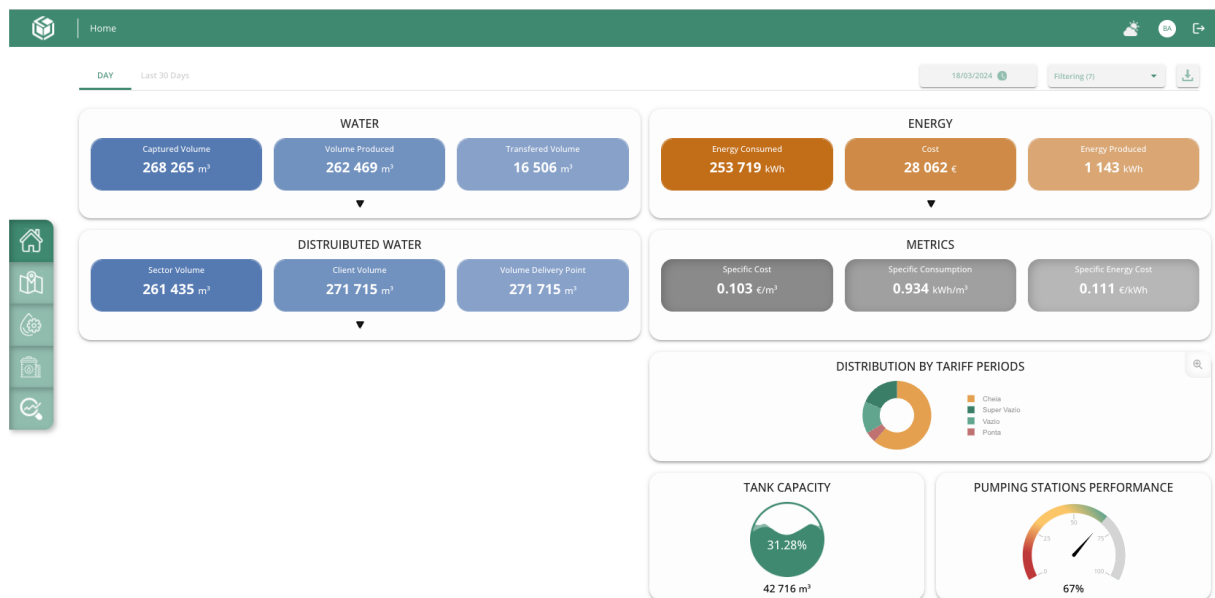 Home
BA
DAY
Last 30 Days
18/03/2024
Filtering (7)
WATER
Captured Volume
268 265 m³
Volume Produced
262 469 m³
Transfered Volume
16 506 m³
ENERGY
Energy Consumed
253 719 kWh
Cost
28 062 €
Energy Produced
1 143 kWh
DISTRUIBUTED WATER
Sector Volume
261 435 m³
Client Volume
271 715 m³
Volume Delivery Point
271 715 m³
METRICS
Specific Cost
0.103 €/m³
Specific Consumption
0.934 kWh/m³
Specific Energy Cost
0.111 €/kWh
DISTRIBUTION BY TARIFF PERIODS
Cheia
Super Vazio
Vazio
Ponta
TANK CAPACITY
31.28%
42 716 m³
PUMPING STATIONS PERFORMANCE
0
25
50
75
100
67%